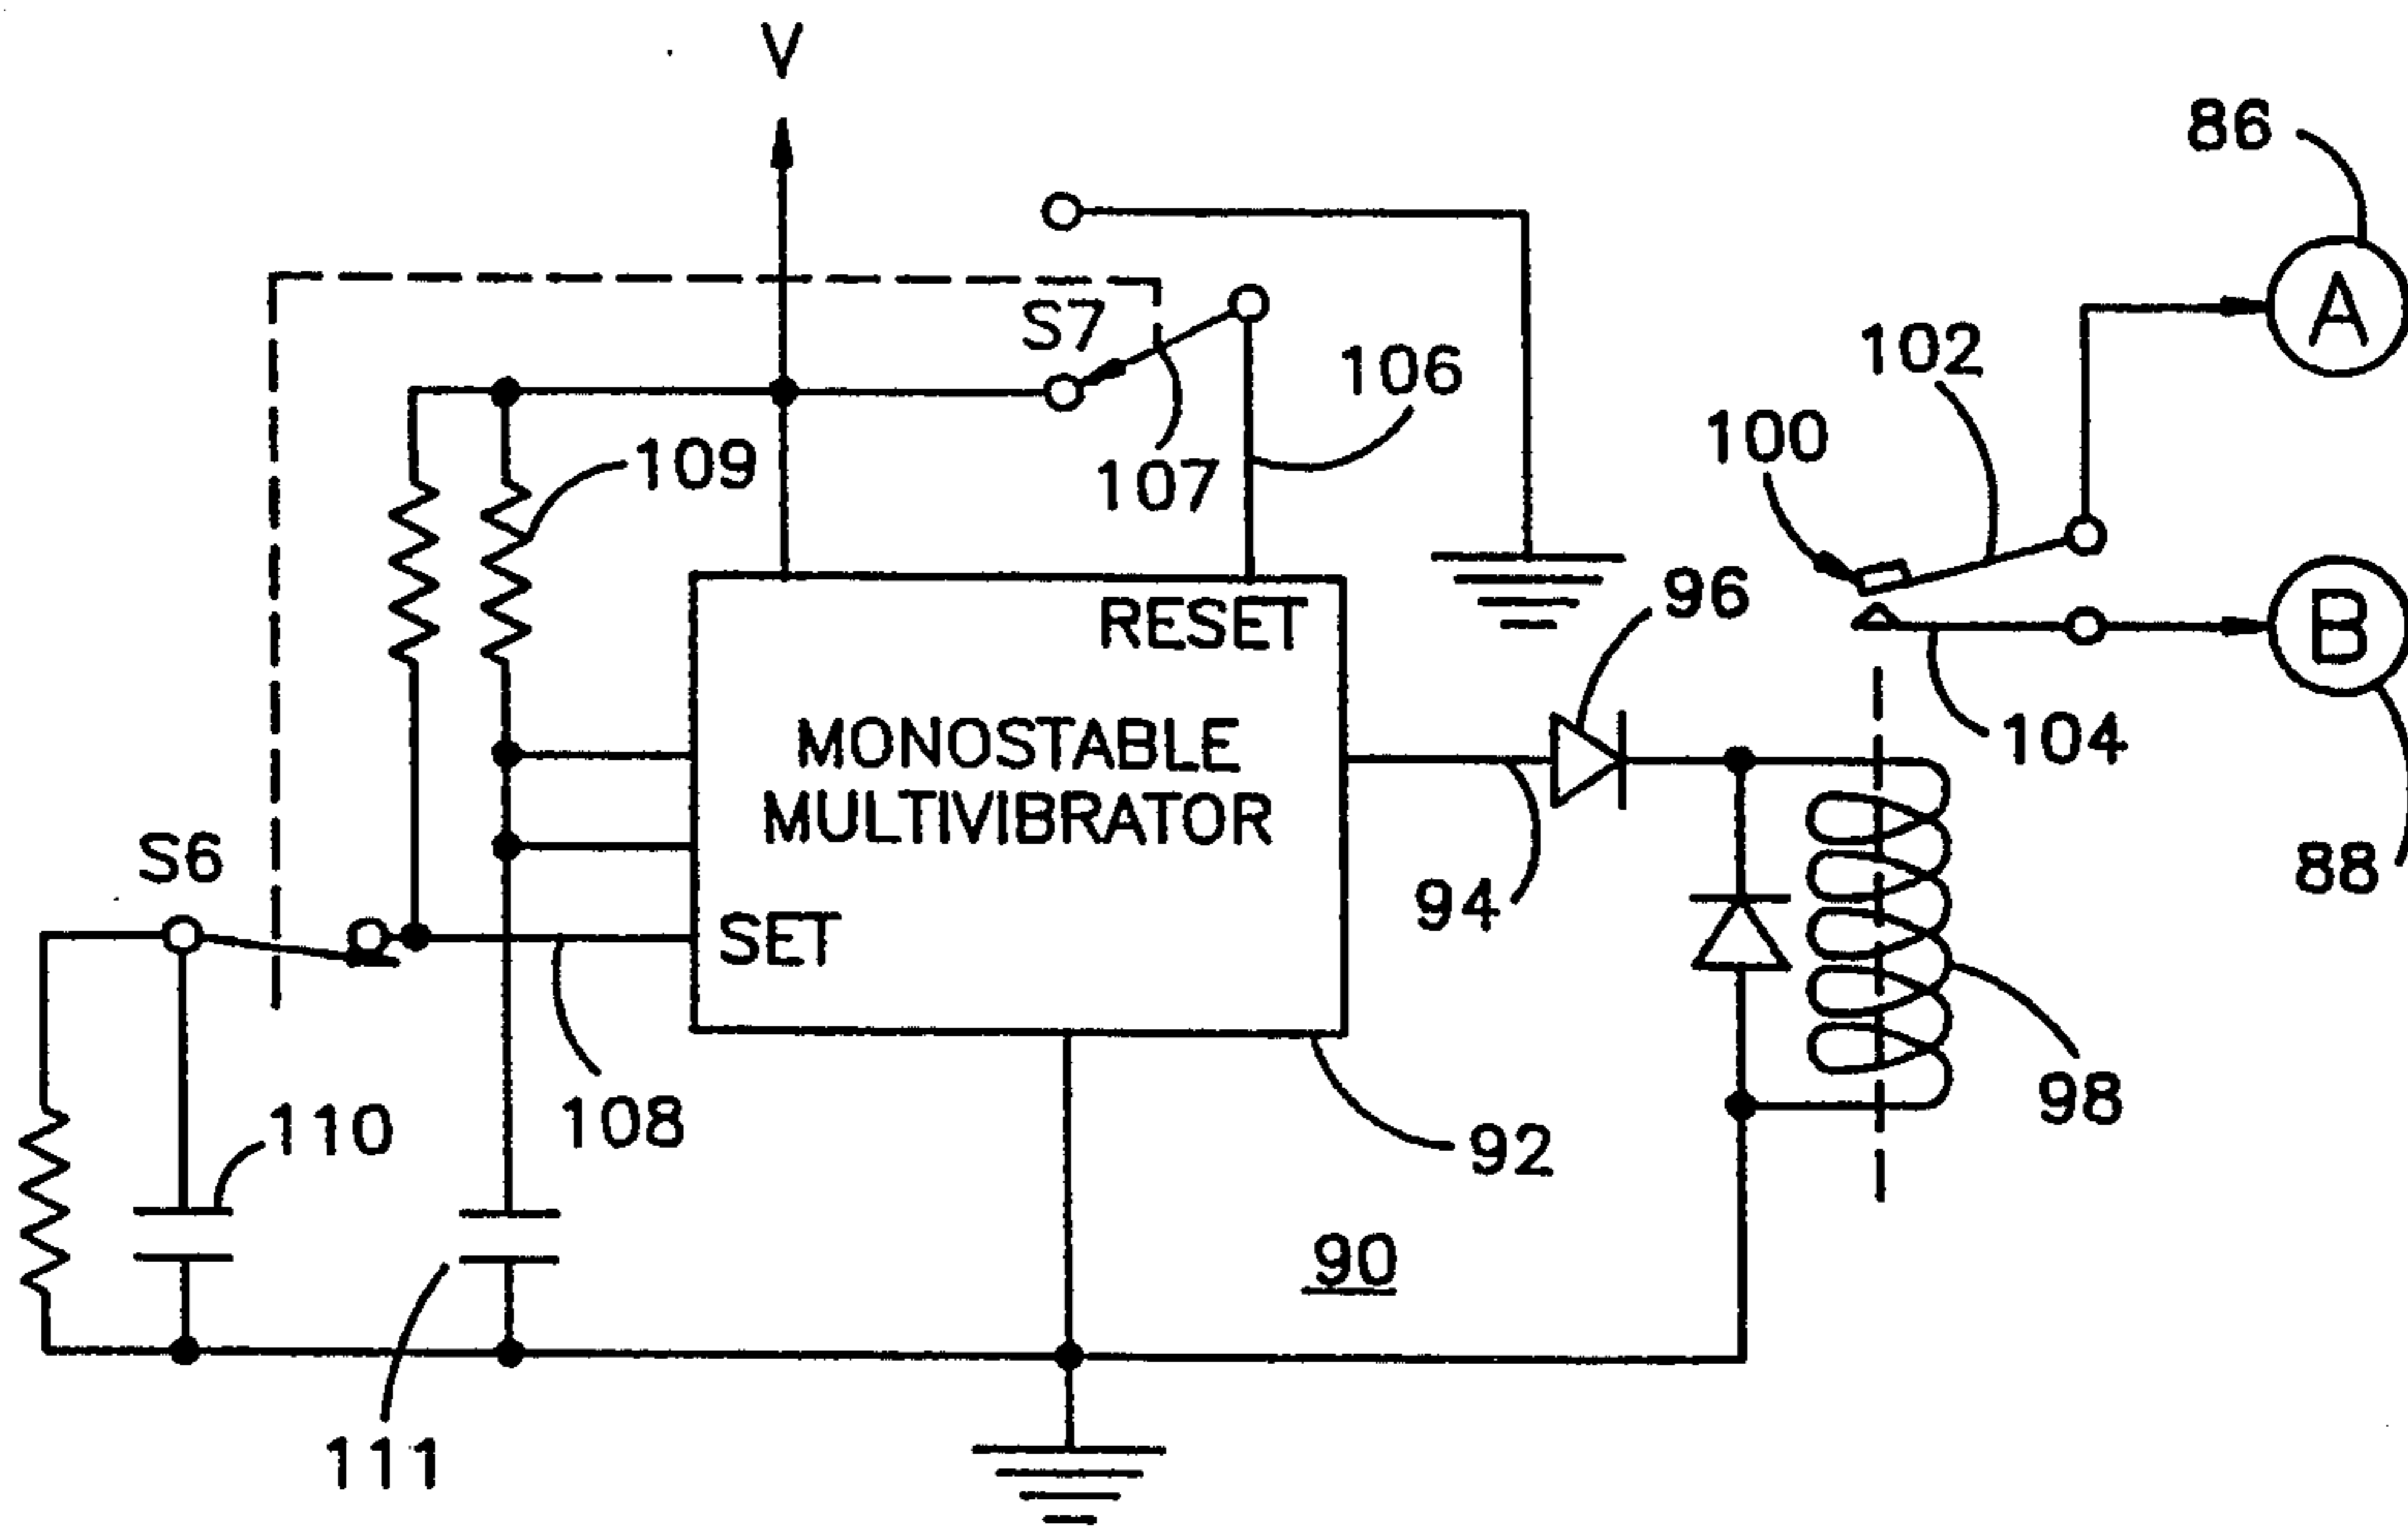 V
86
A
S7
102
106
100
109
107
96
RESET
B
MONOSTABLE
MULTIVIBRATOR
104
S6
94
88
SET
110
108
98
92
90
111